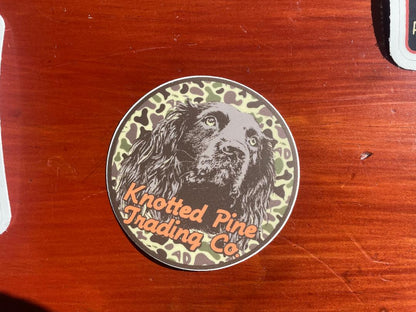 Knotted Pine
Trading Co.